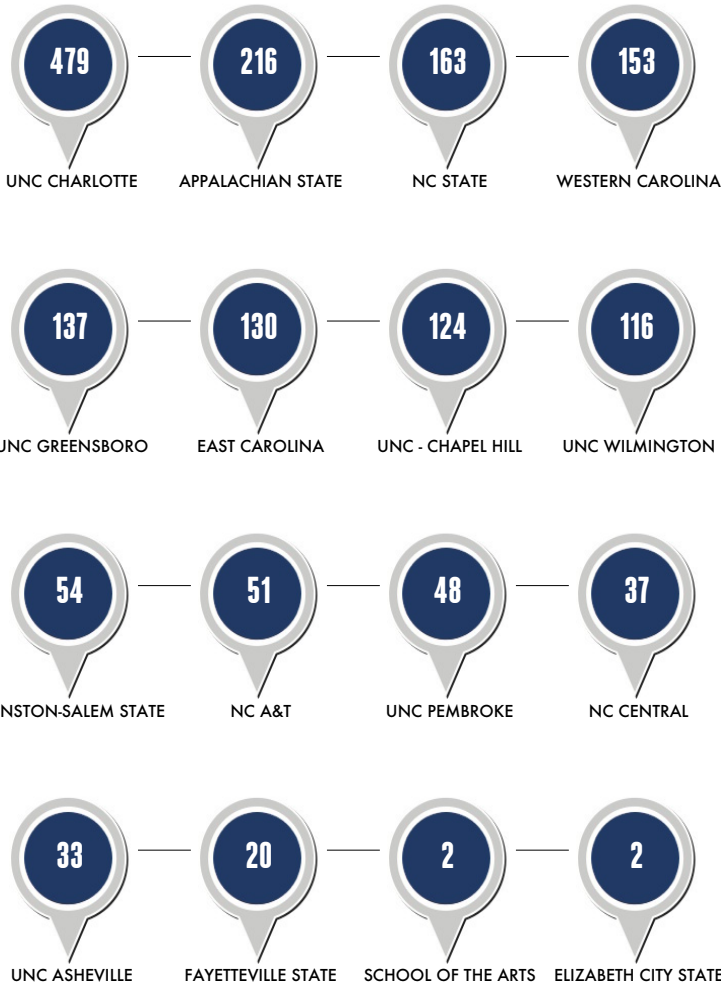 479 216 163 153
UNC CHARLOTTE APPALACHIAN STATE NC STATE WESTERN CAROLINA
137 130 124 116
UNC GREENSBORO EAST CAROLINA UNC - CHAPEL HILL UNC WILMINGTON
54 51 48 37
NSTON-SALEM STATE NC A&T UNC PEMBROKE NC CENTRAL
33 20 2 2
UNC ASHEVILLE FAYETTEVILLE STATE SCHOOL OF THE ARTS ELIZABETH CITY STATE